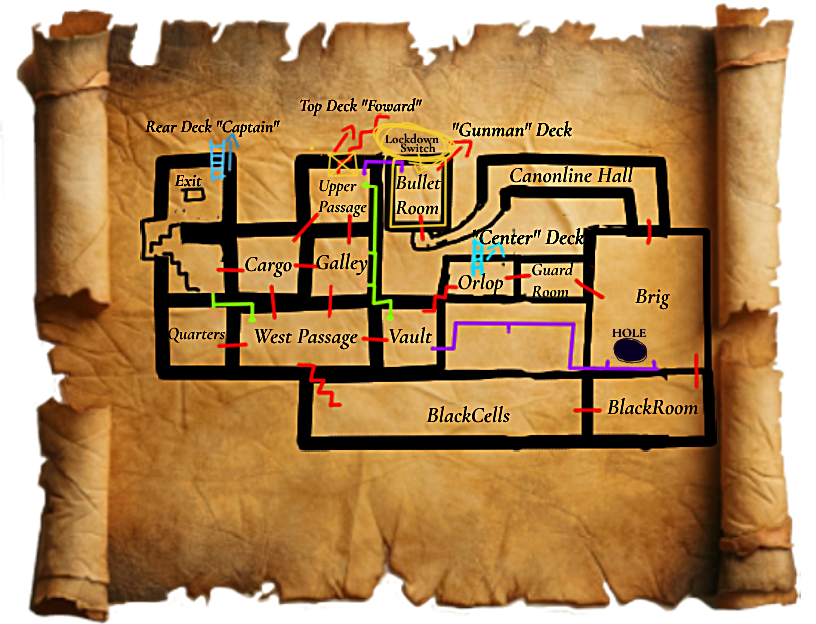 Top Deck "Foward"
Rear Deck "Captain"
"Gunman" Deck
Lockdown
Switch
Exit
Upper
Passage
Bullet
Room
Canonline Hall
"Center" Deck
Cargo
Galley
Orlop
Guard
Room
Brig
Quarters
West Passage
Vault
HOLE
BlackCells
BlackRoom